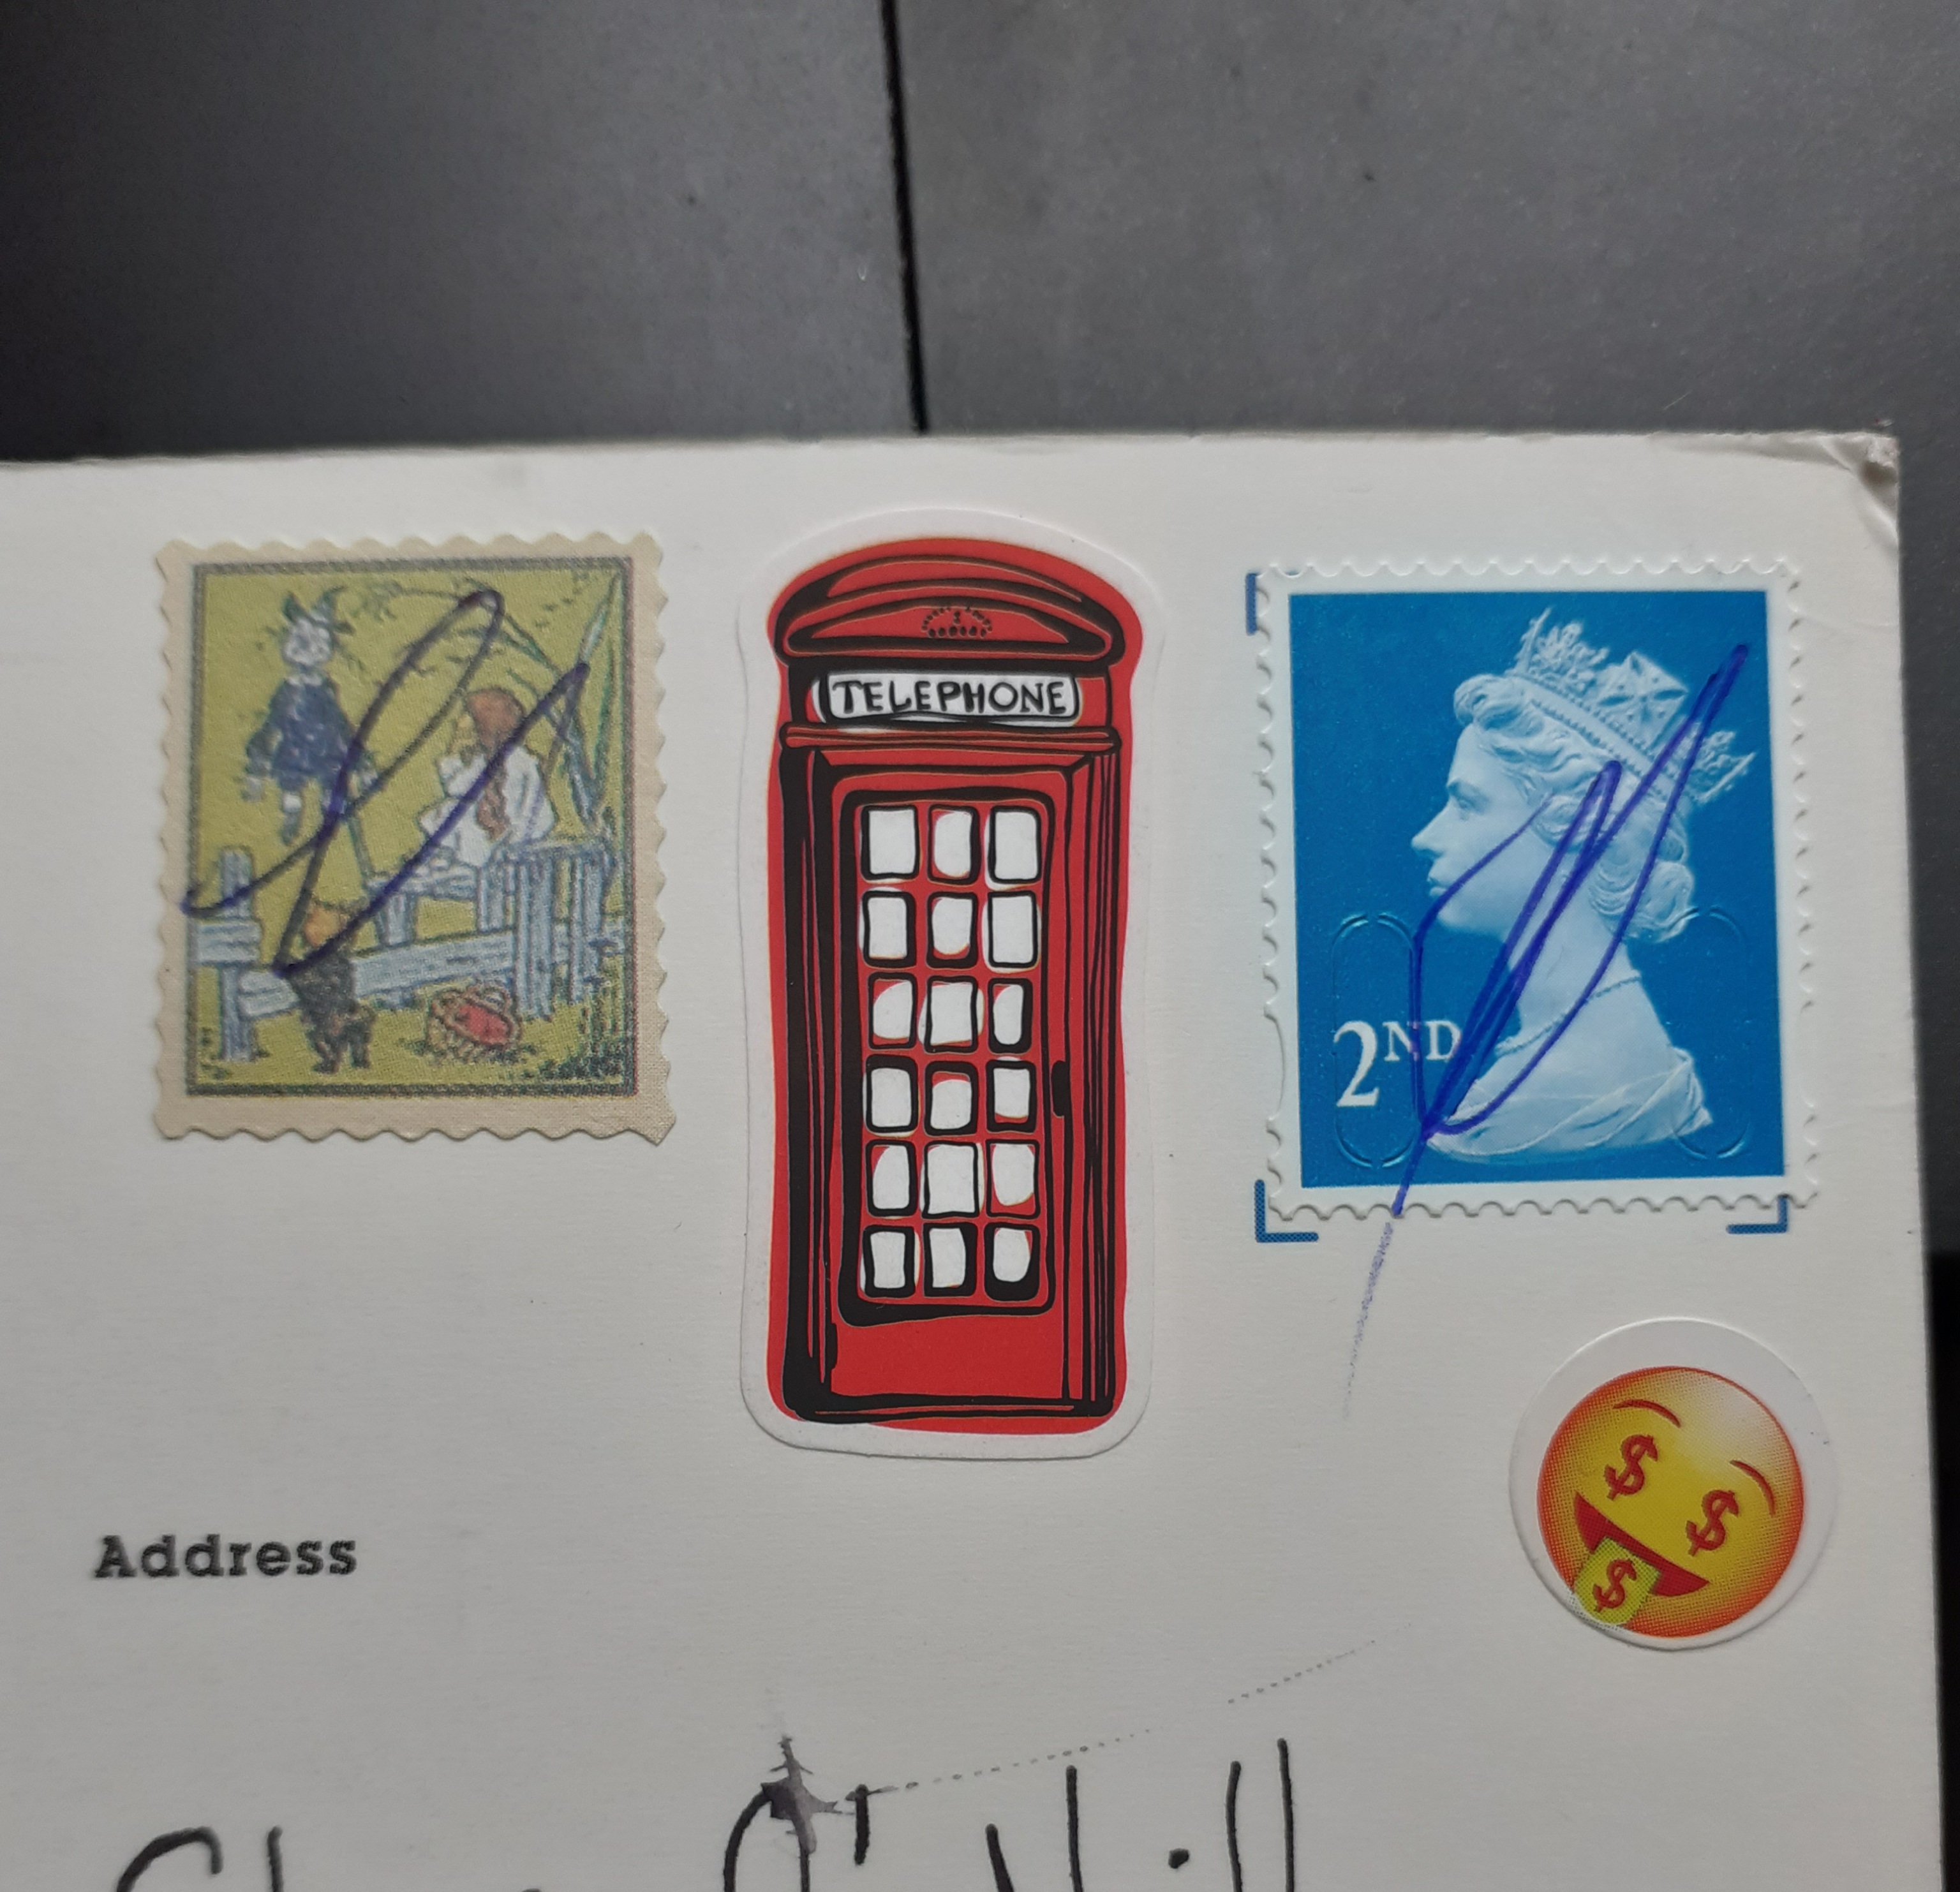 TELEPHONE
2ND
$ $
$
Address